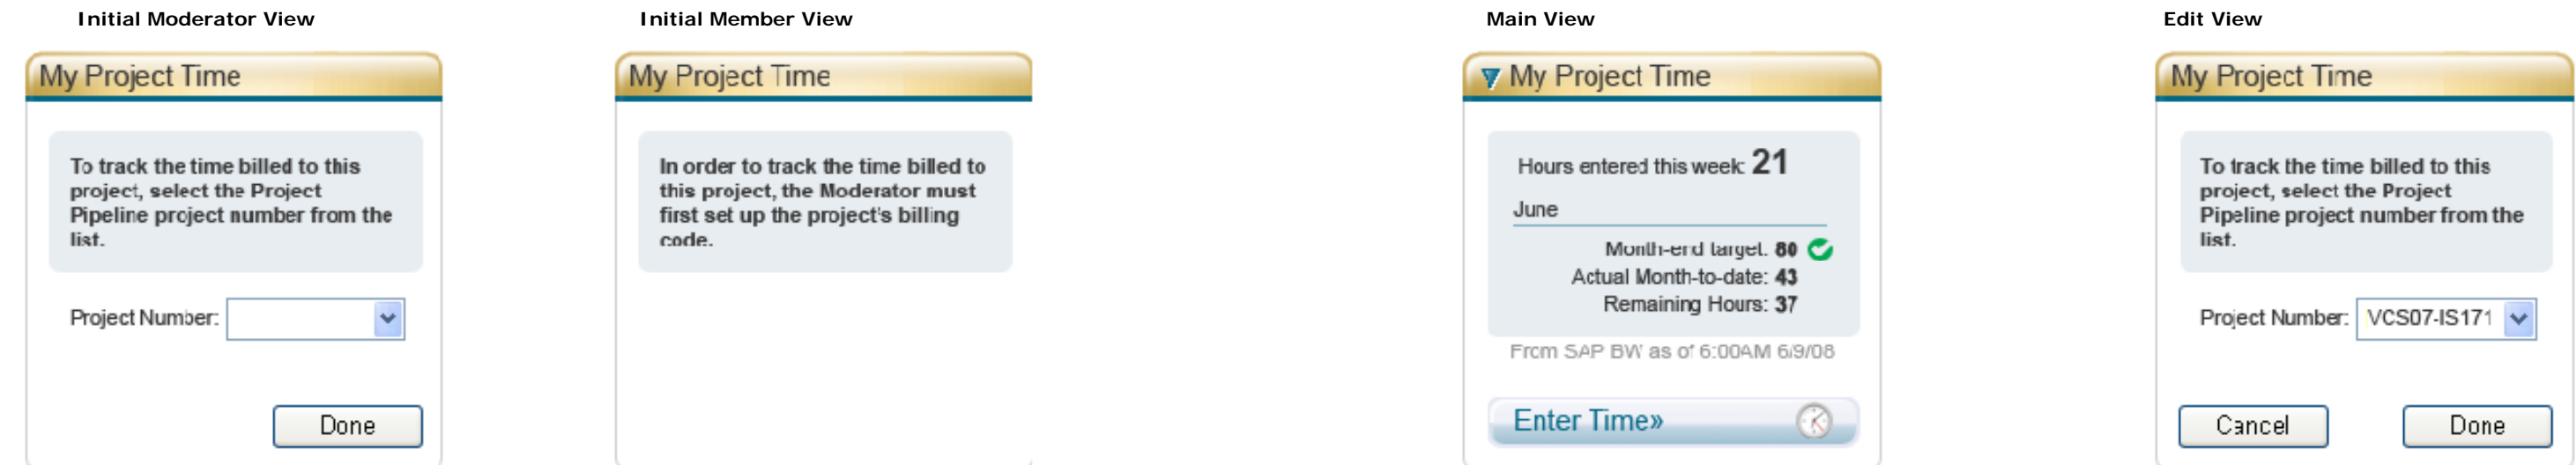 Initial Moderator View
My Project Time
To track the time billed to this
project, select the Project
Pipeline project number from the
list.
Project Number:
Done
Initial Member View
My Project Time
In order to track the time billed to
this project, the Moderator must
first set up the project's billing
code.
Main View
My Project Time
Hours entered this week: 21
June
Month-end target: 80
Actual Month-to-date: 43
Remaining Hours: 37
From SAP BW as of 6:00AM 6/9/08
Enter Time»
Edit View
My Project Time
To track the time billed to this
project, select the Project
Pipeline project number from the
list.
Project Number: VCS07-IS171
Cancel Done